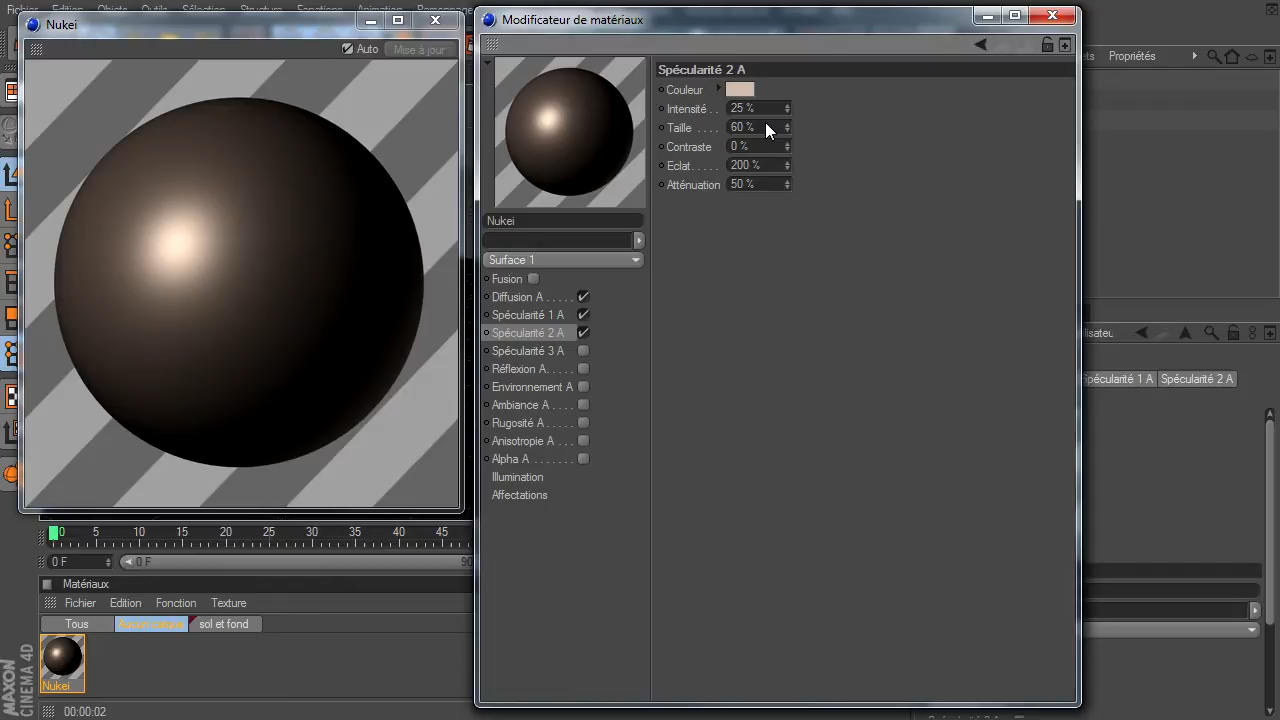 Nukei
Auto
Mise à jour
Modificateur de matériaux
Propriétés
Spécularité 2 A
Couleur
Intensité . .
25 %
Taille . . . .
60 %
Contraste
0 %
Eclat. . . . .
200 %
Atténuation
50 %
Nukei
Surface 1
Fusion
Diffusion A . . . . .
Spécularité 1 A
Spécularité 2 A
Spécularité 3 A
Réflexion A. . . . .
Environnement A
Ambiance A . . . .
Rugosité A . . . .
Anisotropie A . . .
Alpha A . . . . . . .
Illumination
Affectations
Spécularité 1 A
Spécularité 2 A
0 5 10 15 20 25 30 35 40 45
0 F
0 F
Matériaux
Fichier Edition Fonction Texture
Tous
sol et fond
Nukei
00:00:02
MAXON
CINEMA 4D